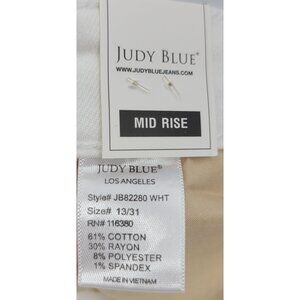 JUDY BLUE®
WWW.JUDYBLUEJEANS.COM
MID RISE
JUDY BLUE®
LOS ANGELES
Style# JB82280 WHT
Size# 13/31
RN# 116380
61% COTTON
30% RAYON
8% POLYESTER
1% SPANDEX
MADE IN VIETNAM